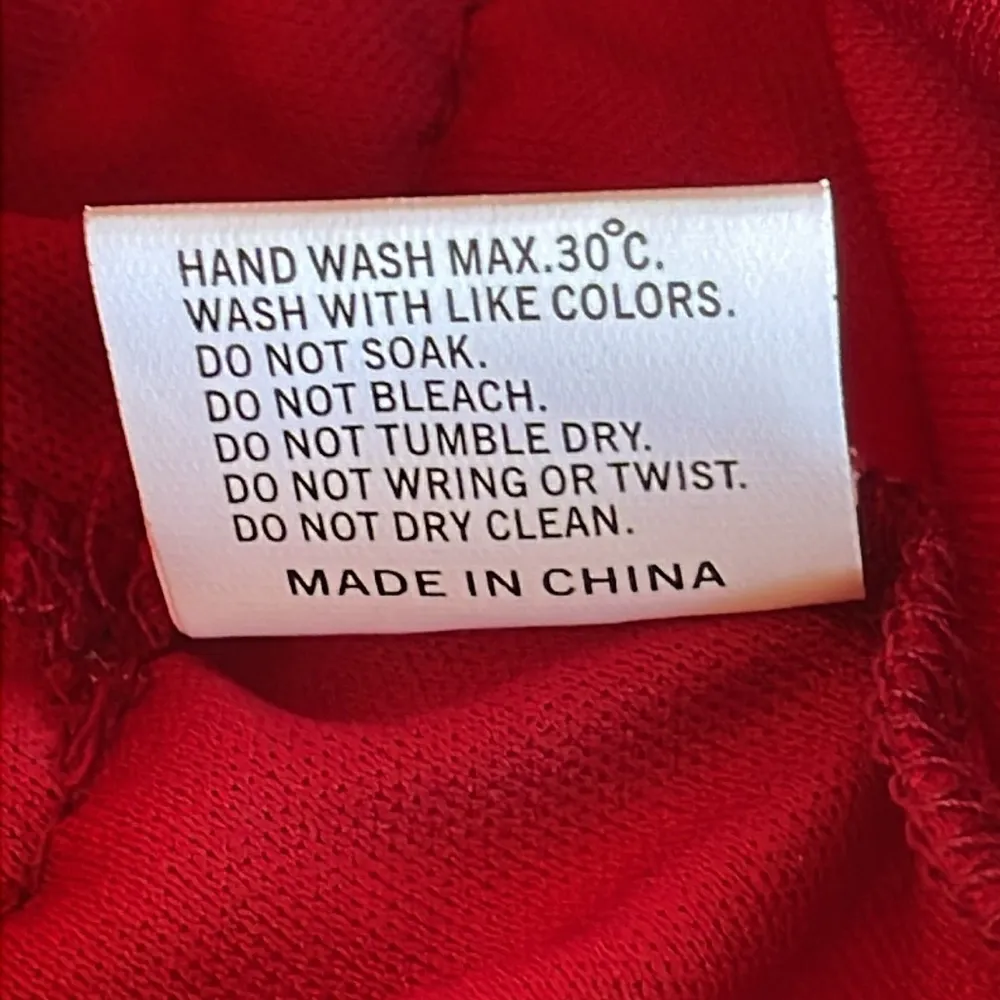 HAND WASH MAX.30°C.
WASH WITH LIKE COLORS.
DO NOT SOAK.
DO NOT BLEACH.
DO NOT TUMBLE DRY.
DO NOT WRING OR TWIST.
DO NOT DRY CLEAN.
MADE IN CHINA